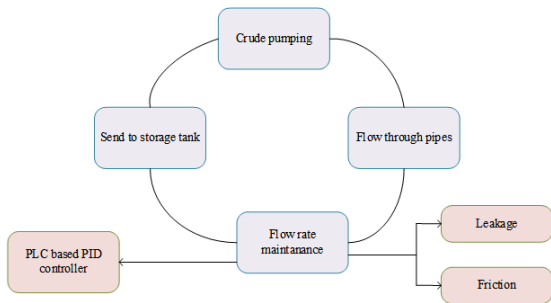 Crude pumping
Send to storage tank
Flow through pipes
Flow rate
maintanance
Leakage
PLC based PID
controller
Friction